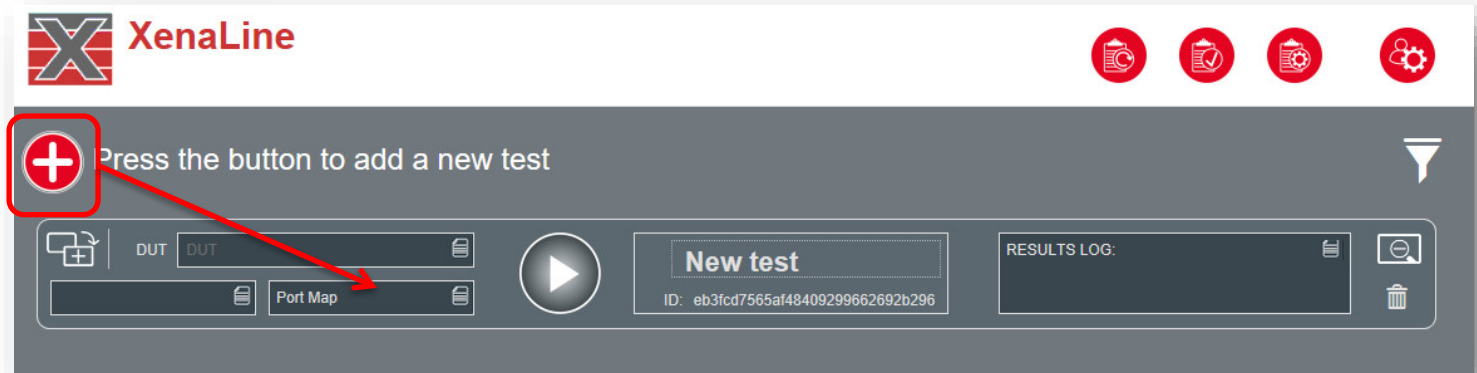 XenaLine
Press the button to add a new test
DUT DUT
New test
RESULTS LOG:
Port Map
ID: eb3fcd7565af48409299662692b296